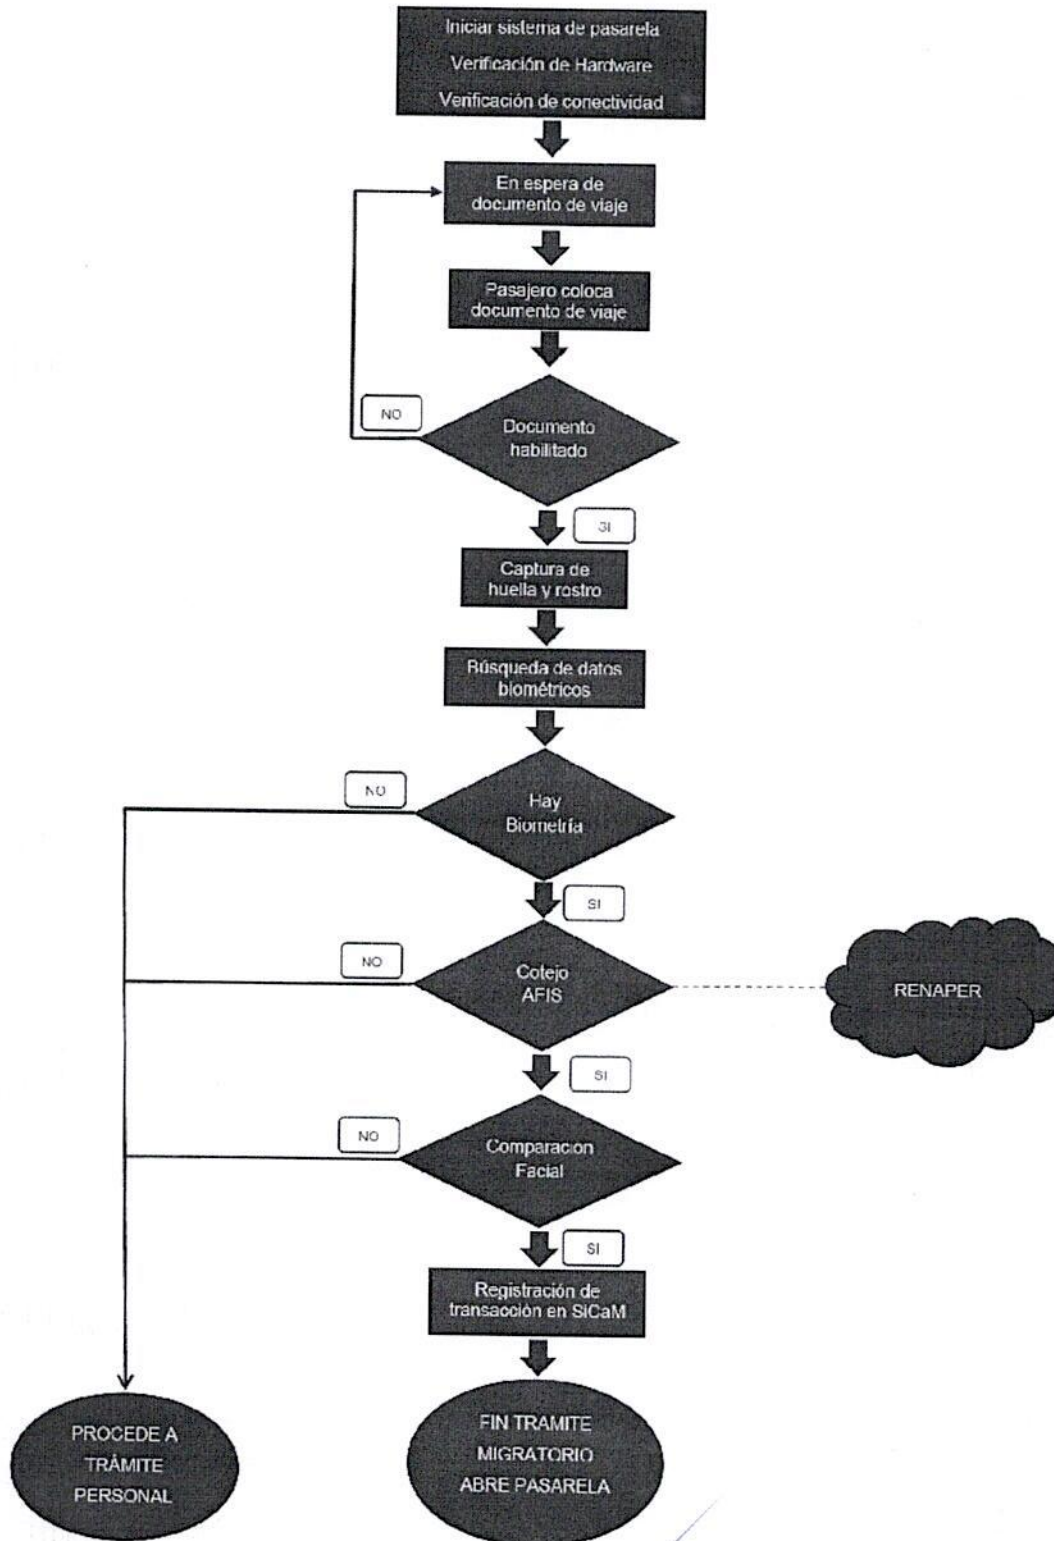 Iniciar sistema de pasarela
Verificación de Hardware
Verificación de conectividad
En espera de
documento de viaje
Pasajero coloca
documento de viaje
NO
Documento
habilitado
SI
Captura de
huella y rostro
Búsqueda de datos
biométricos
NO
Hay
Biometría
SI
NO
Cotejo
AFIS
RENAPER
SI
NO
Comparacion
Facial
SI
Registración de
transacción en SICaM
PROCEDE A
TRÁMITE
PERSONAL
FIN TRAMITE
MIGRATORIO
ABRE PASARELA